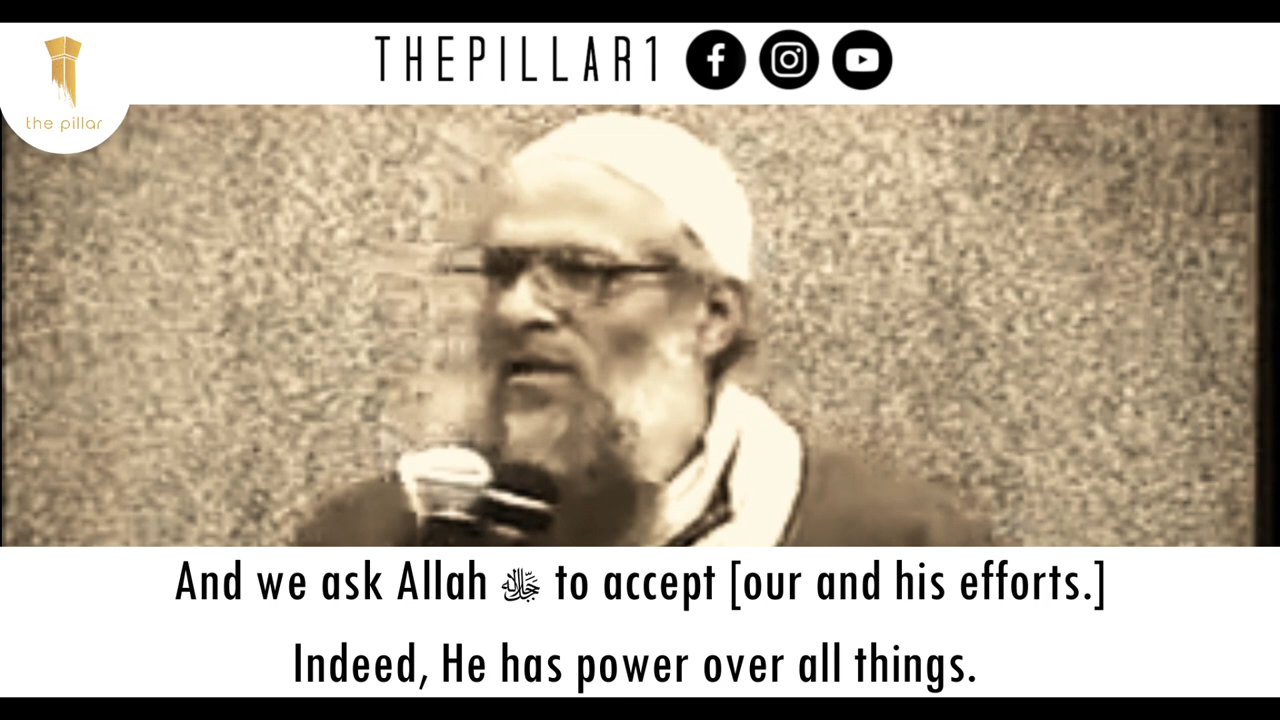 THEPILLAR1
the pillar
And we ask Allah ﷻ to accept [our and his efforts.]
Indeed, He has power over all things.